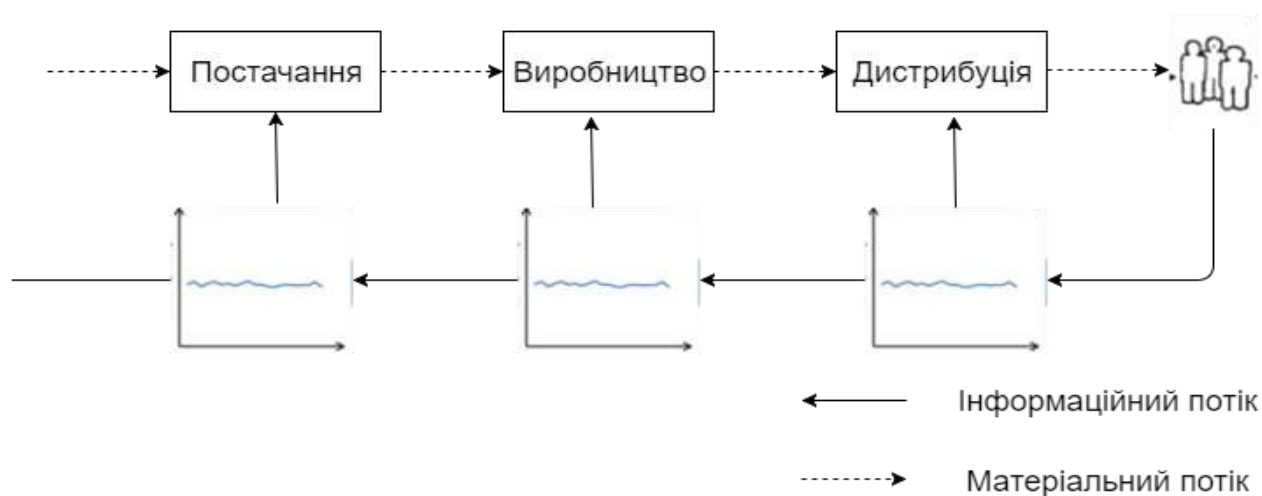 Постачання
Виробництво
Дистрибуція
Інформаційний потік
Матеріальний потік